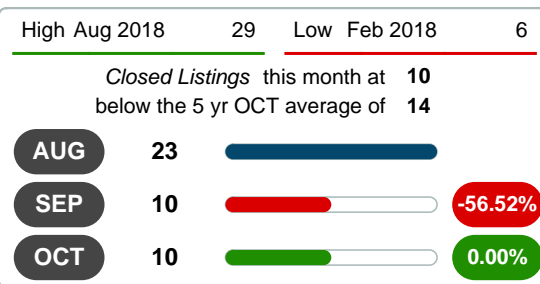 High Aug 2018 29 Low Feb 2018 6
Closed Listings this month at 10
below the 5 yr OCT average of 14
AUG 23
SEP 10 -56.52%
OCT 10 0.00%